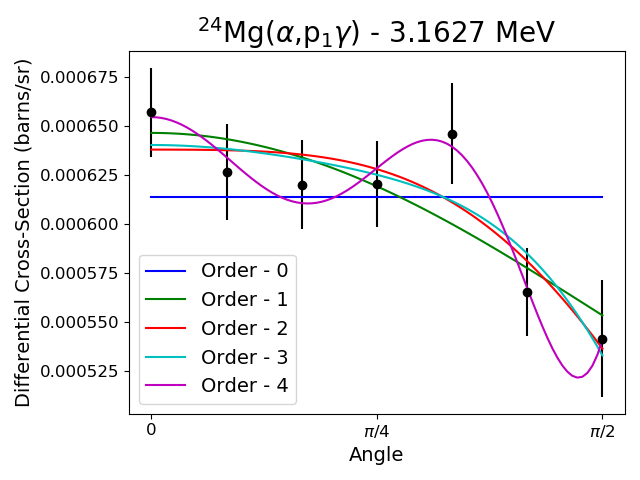 ²⁴Mg(α,p₁γ) - 3.1627 MeV
Differential Cross-Section (barns/sr)
0.000675
0.000650
0.000625
0.000600
0.000575
0.000550
0.000525
Order - 0
Order - 1
Order - 2
Order - 3
Order - 4
0
π/4
π/2
Angle